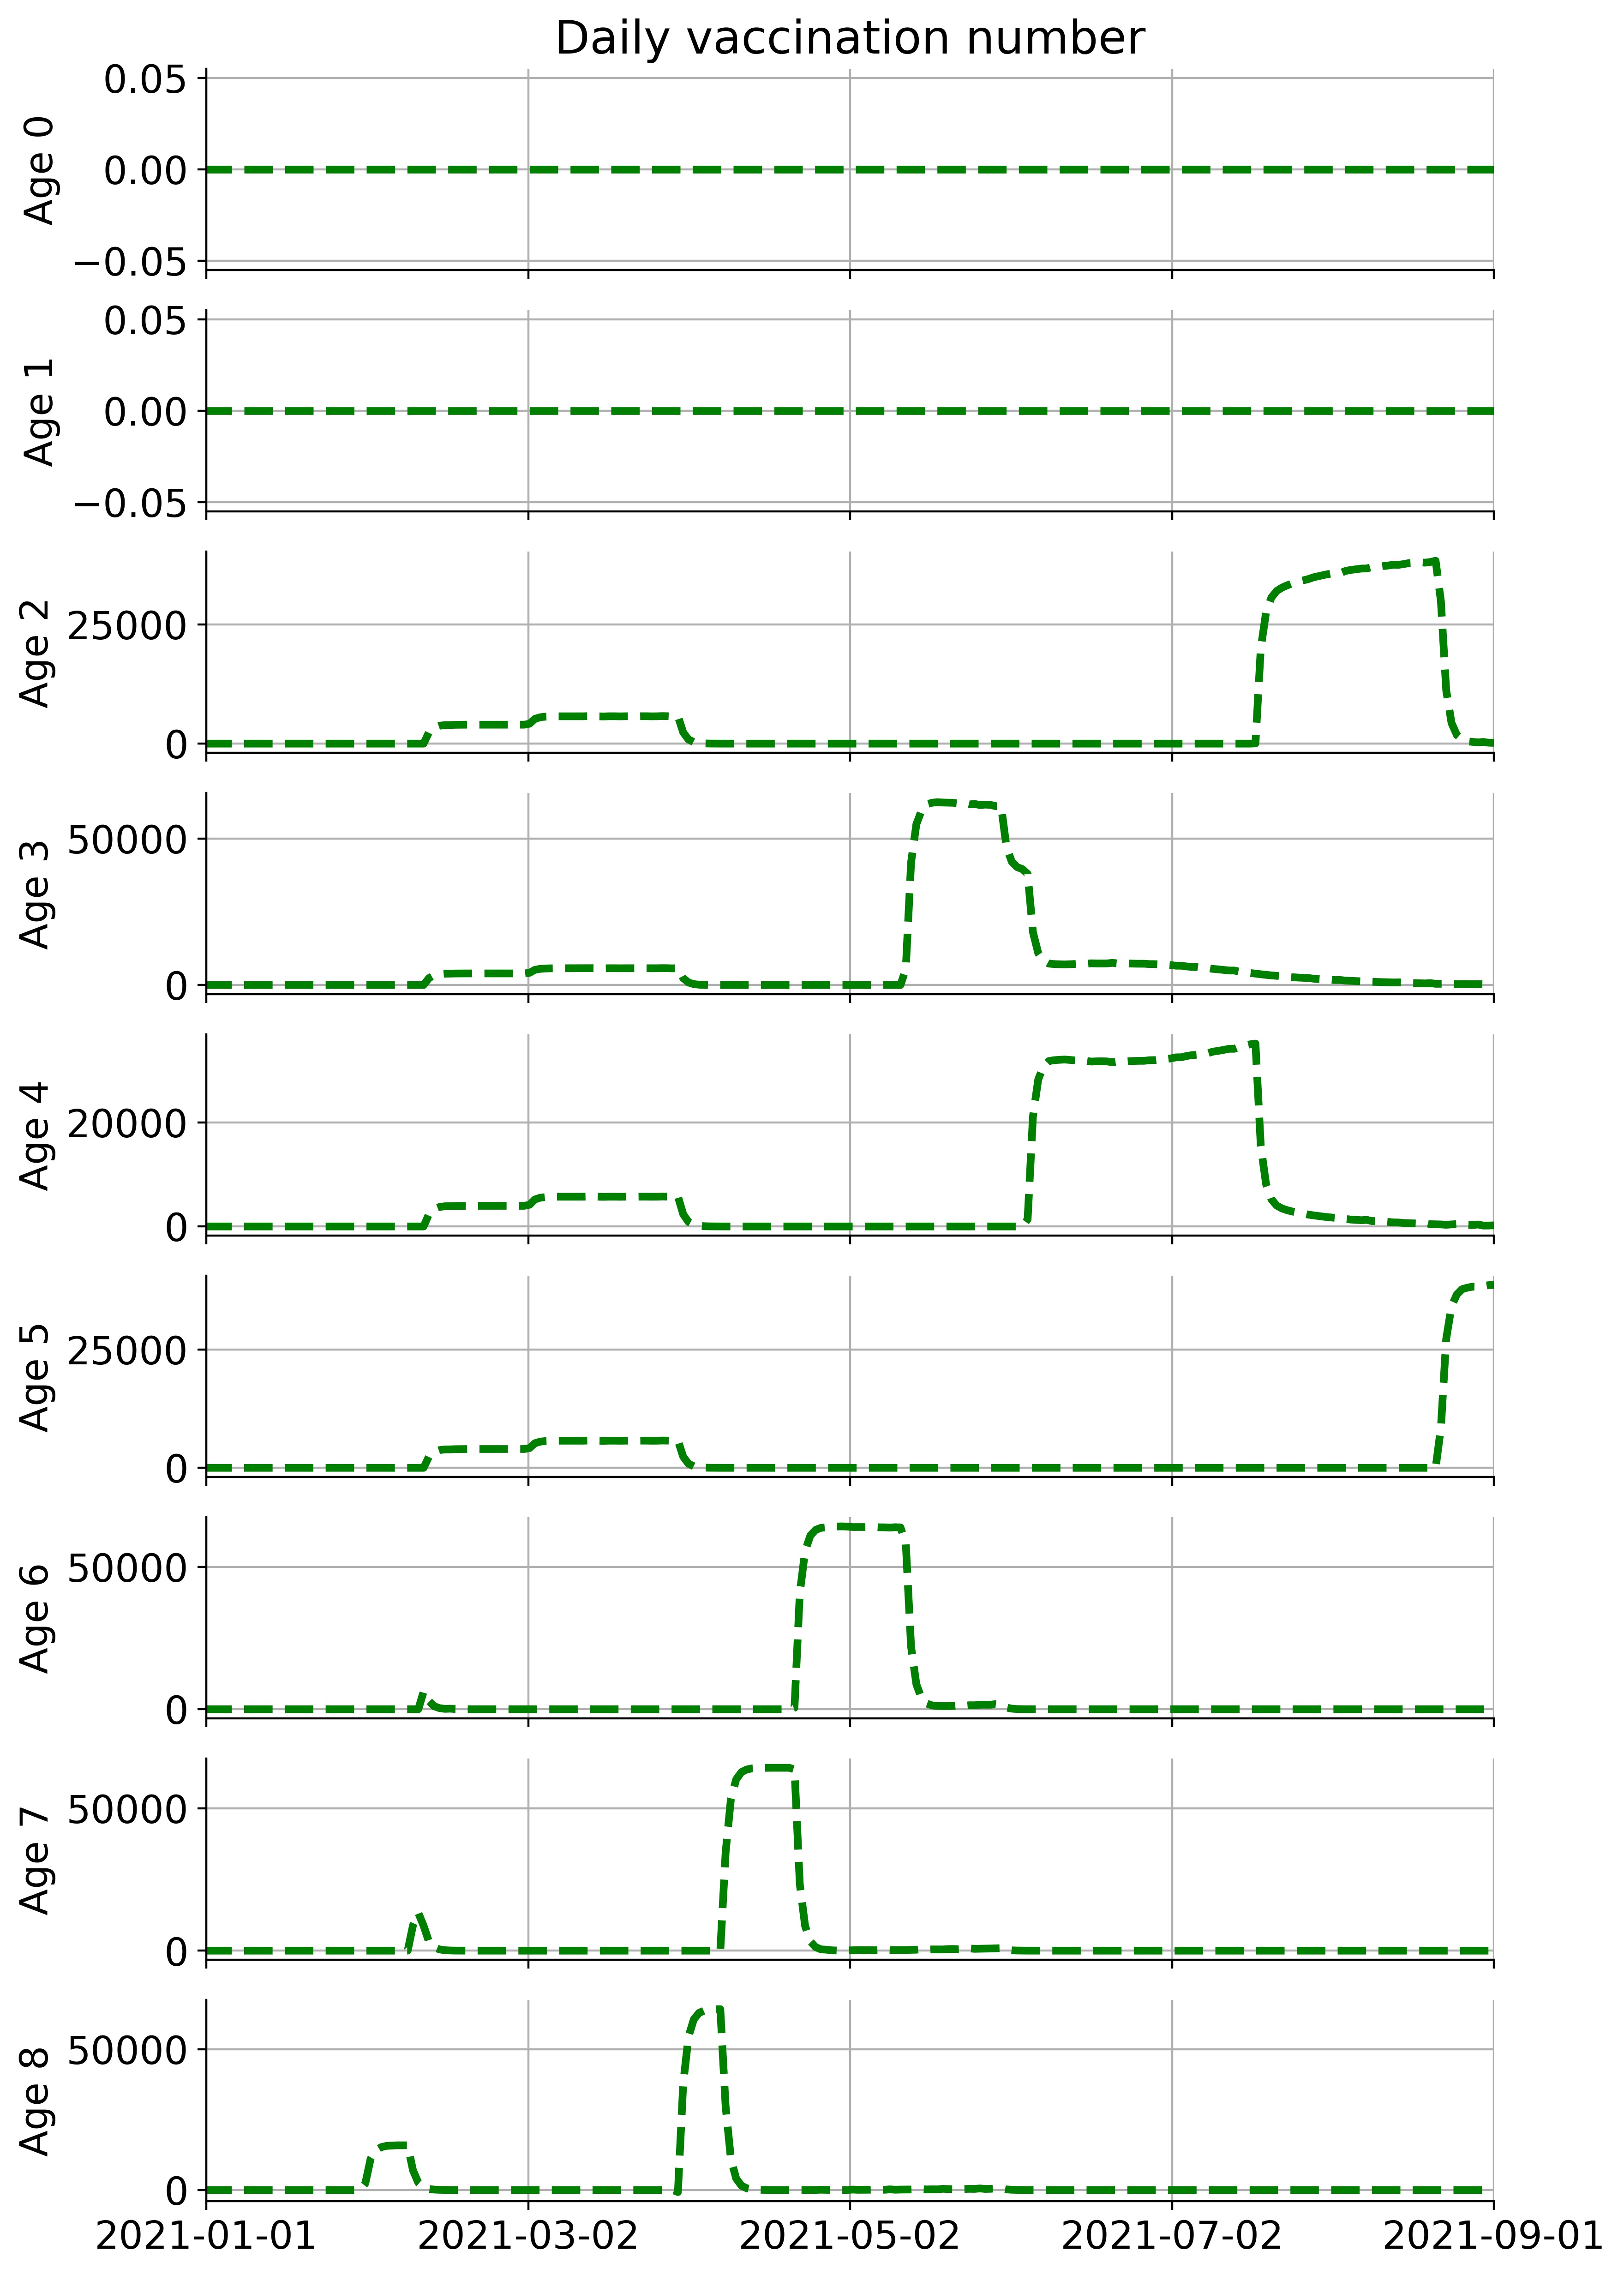 Daily vaccination number
Age 0
0.05
0.00
−0.05
Age 1
0.05
0.00
−0.05
Age 2
25000
0
Age 3
50000
0
Age 4
20000
0
Age 5
25000
0
Age 6
50000
0
Age 7
50000
0
Age 8
50000
0
2021-01-01 2021-03-02 2021-05-02 2021-07-02 2021-09-01